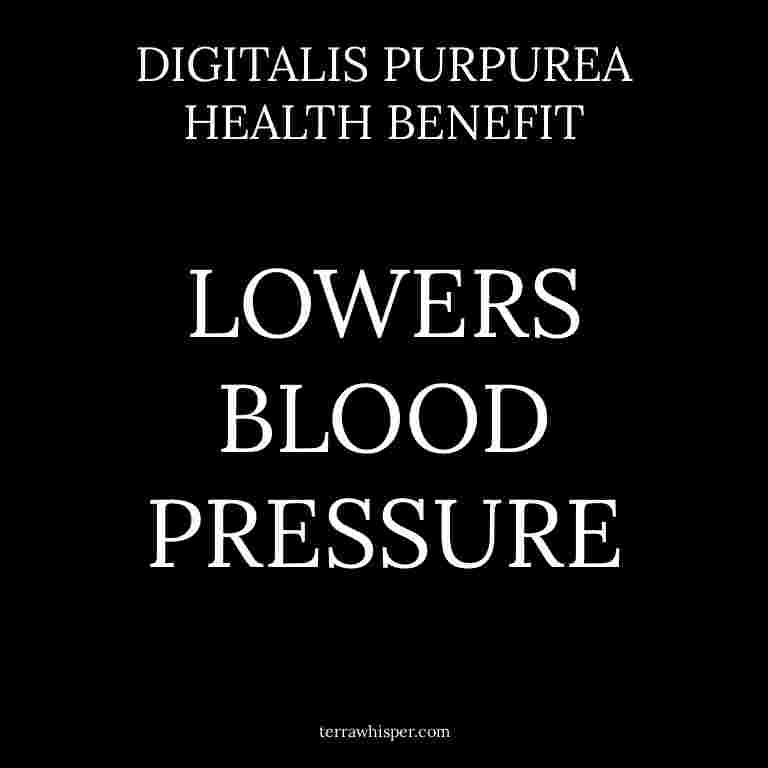 DIGITALIS PURPUREA
HEALTH BENEFIT
LOWERS
BLOOD
PRESSURE
terrawhisper.com